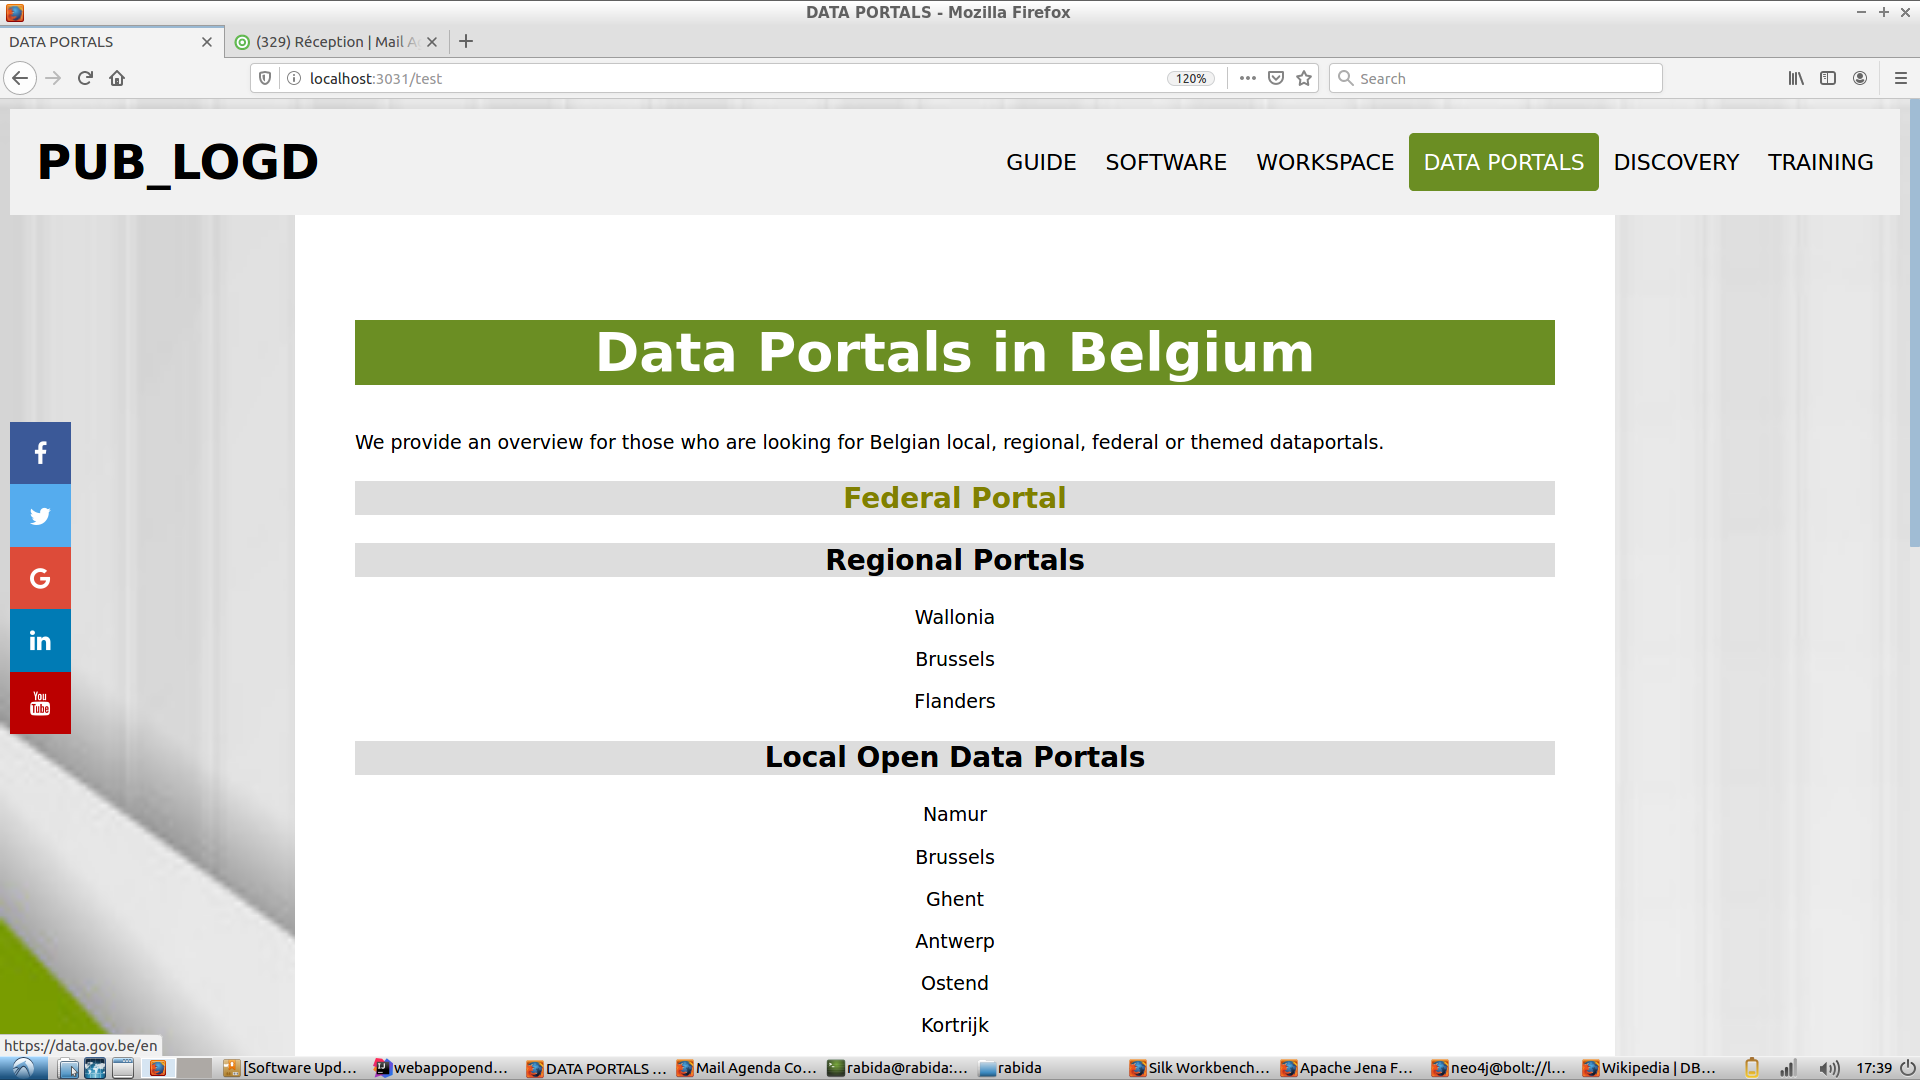 DATA PORTALS - Mozilla Firefox
DATA PORTALS
(329) Réception | Mail A
localhost:3031/test
120%
Search
PUB_LOGD
GUIDE SOFTWARE WORKSPACE DATA PORTALS DISCOVERY TRAINING
Data Portals in Belgium
We provide an overview for those who are looking for Belgian local, regional, federal or themed dataportals.
Federal Portal
Regional Portals
Wallonia
Brussels
Flanders
Local Open Data Portals
Namur
Brussels
Ghent
Antwerp
Ostend
Kortrijk
You
Tube
https://data.gov.be/en
[Software Upd...
webappopend...
DATA PORTALS ...
Mail Agenda Co...
rabida@rabida:...
rabida
Silk Workbench...
Apache Jena F...
neo4j@bolt://l...
Wikipedia | DB...
17:39